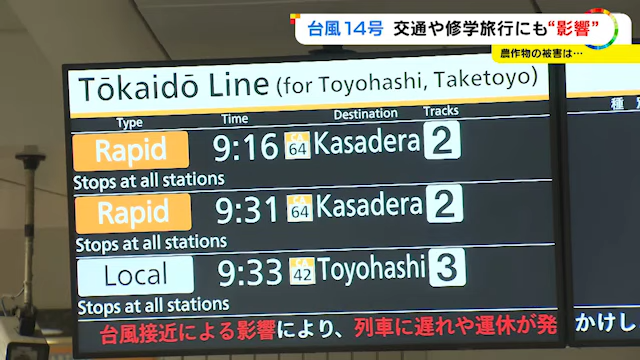 台風14号 交通や修学旅行にも“影響”
農作物の被害は…
Tōkaidō Line (for Toyohashi, Taketoyo)
Type Time Destination Tracks
Rapid 9:16 CA 64 Kasadera 2
Stops at all stations
Rapid 9:31 CA 64 Kasadera 2
Stops at all stations
Local 9:33 CA 42 Toyohashi 3
Stops at all stations
台風接近による影響により、列車に遅れや運休が発
種 別
かけし